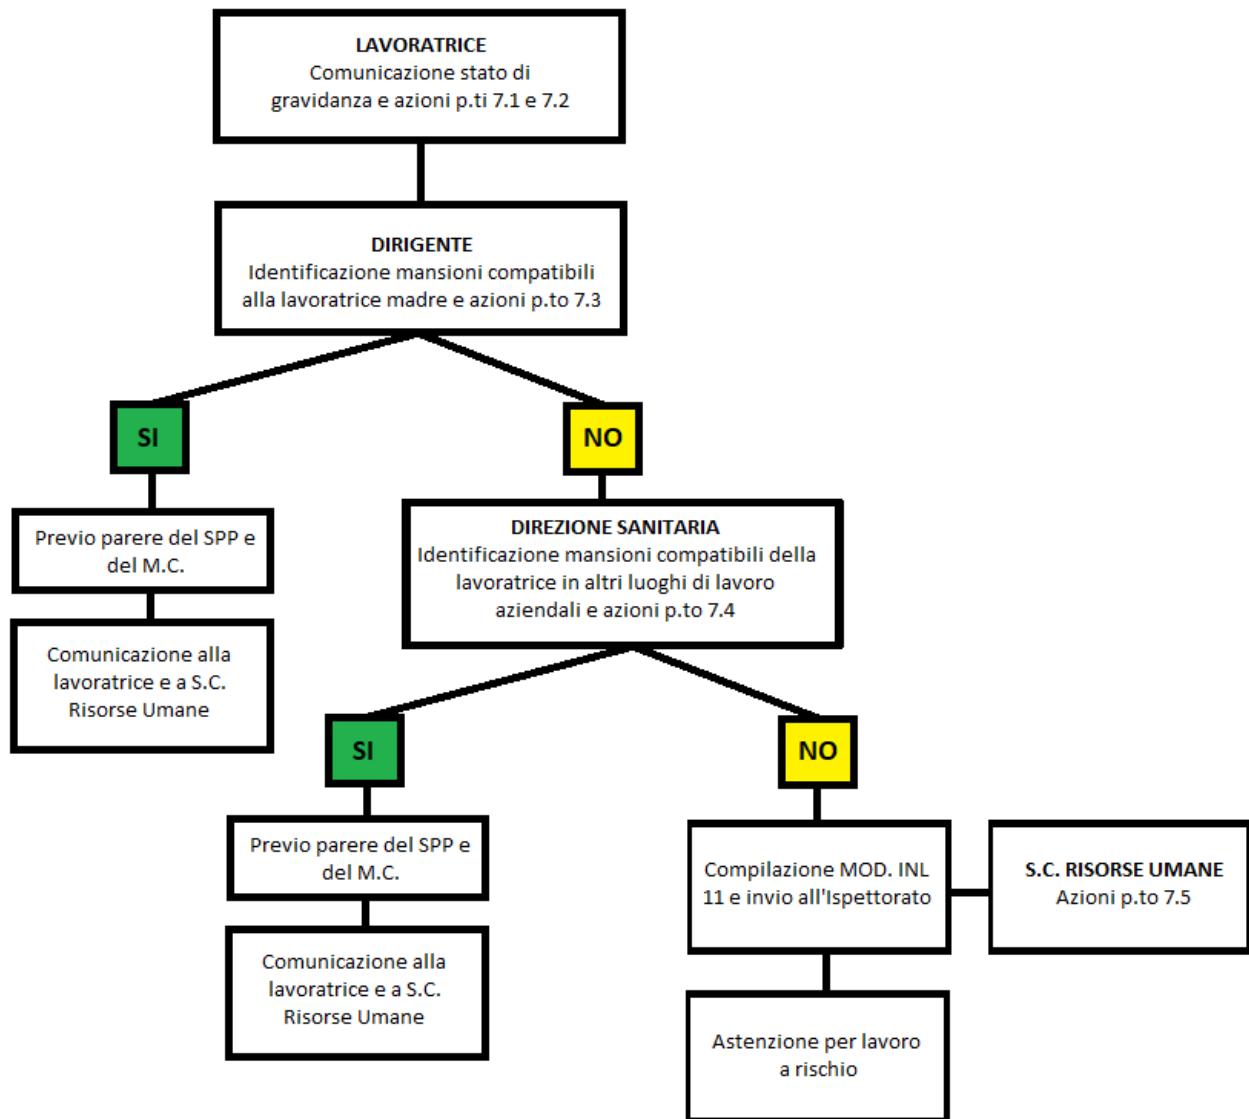 LAVORATRICE
Comunicazione stato di
gravidanza e azioni p.ti 7.1 e 7.2
DIRIGENTE
Identificazione mansioni compatibili
alla lavoratrice madre e azioni p.to 7.3
SI
NO
Previo parere del SPP e
del M.C.
Comunicazione alla
lavoratrice e a S.C.
Risorse Umane
DIREZIONE SANITARIA
Identificazione mansioni compatibili della
lavoratrice in altri luoghi di lavoro
aziendali e azioni p.to 7.4
SI
NO
Previo parere del SPP e
del M.C.
Comunicazione alla
lavoratrice e a S.C.
Risorse Umane
Compilazione MOD. INL
11 e invio all'Ispettorato
S.C. RISORSE UMANE
Azioni p.to 7.5
Astenzione per lavoro
a rischio